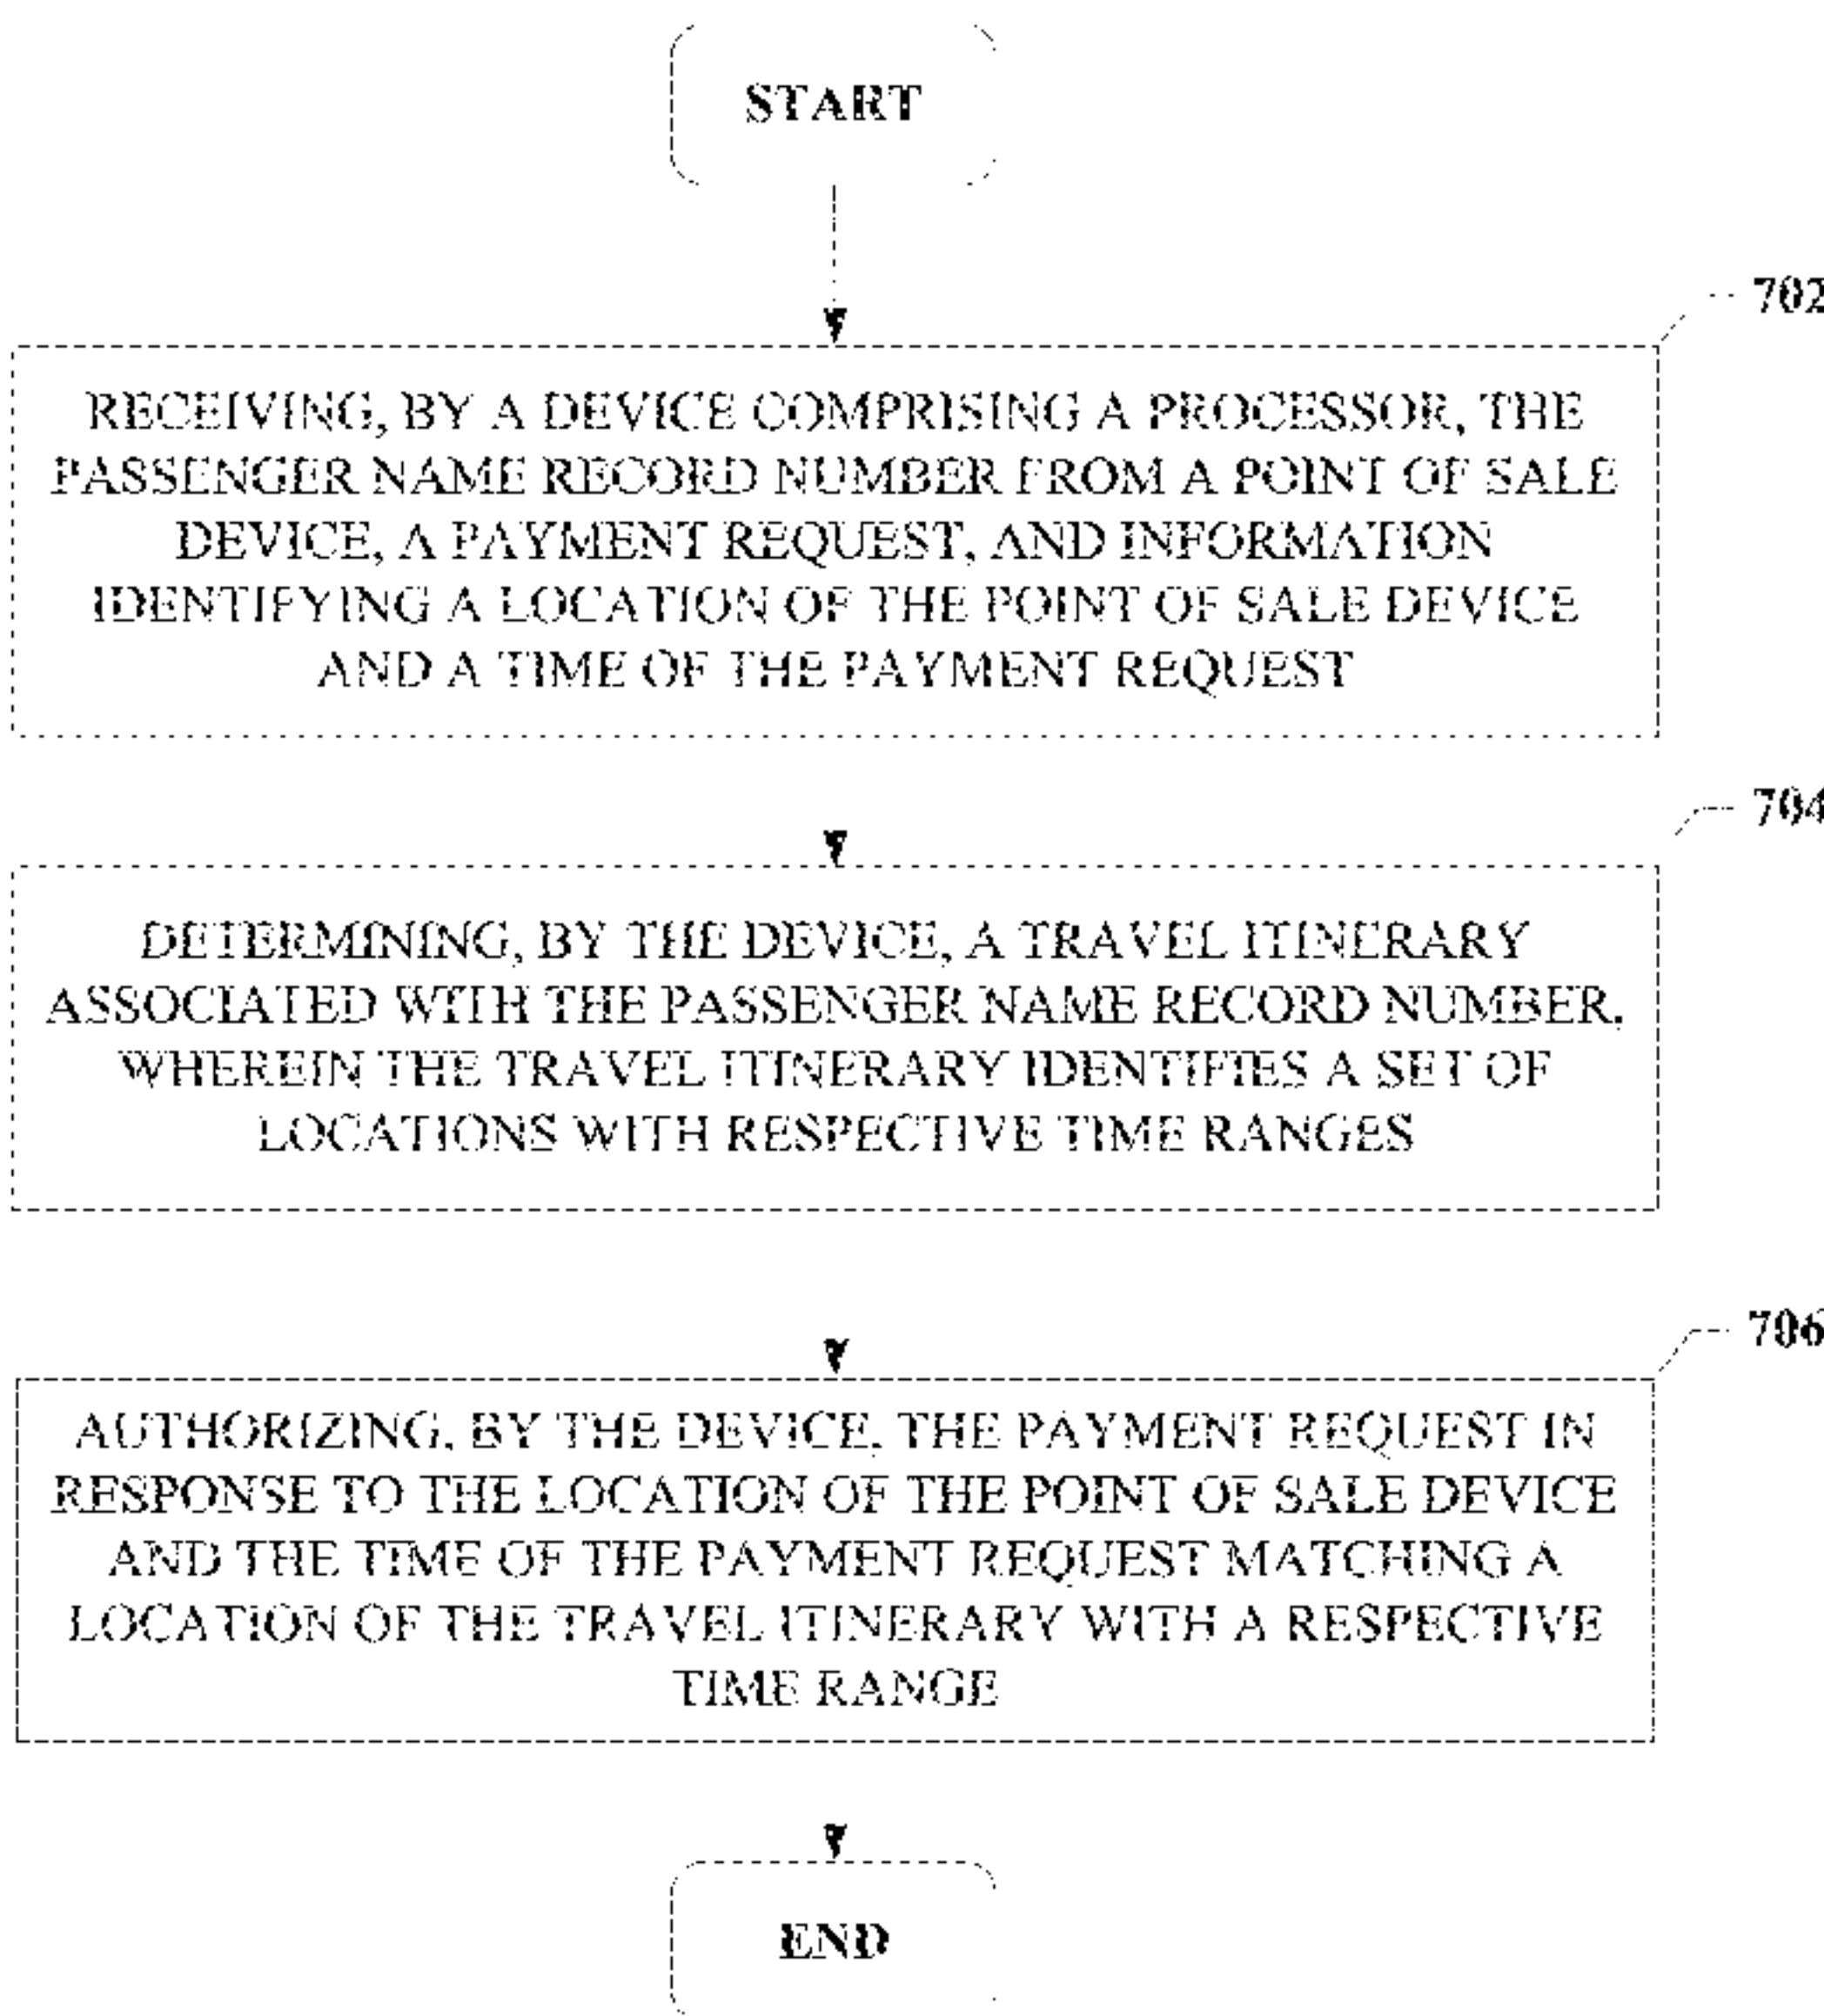 START
702
RECEIVING, BY A DEVICE COMPRISING A PROCESSOR, THE
PASSENGER NAME RECORD NUMBER FROM A POINT OF SALE
DEVICE, A PAYMENT REQUEST, AND INFORMATION
IDENTIFYING A LOCATION OF THE POINT OF SALE DEVICE
AND A TIME OF THE PAYMENT REQUEST
704
DETERMINING, BY THE DEVICE, A TRAVEL ITINERARY
ASSOCIATED WITH THE PASSENGER NAME RECORD NUMBER,
WHEREIN THE TRAVEL ITINERARY IDENTIFIES A SET OF
LOCATIONS WITH RESPECTIVE TIME RANGES
706
AUTHORIZING, BY THE DEVICE, THE PAYMENT REQUEST IN
RESPONSE TO THE LOCATION OF THE POINT OF SALE DEVICE
AND THE TIME OF THE PAYMENT REQUEST MATCHING A
LOCATION OF THE TRAVEL ITINERARY WITH A RESPECTIVE
TIME RANGE
END